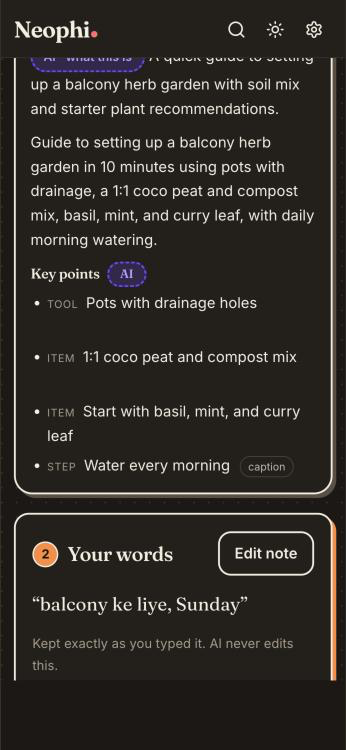 Neophi.
AI what this is A quick guide to setting
up a balcony herb garden with soil mix
and starter plant recommendations.
Guide to setting up a balcony herb
garden in 10 minutes using pots with
drainage, a 1:1 coco peat and compost
mix, basil, mint, and curry leaf, with daily
morning watering.
Key points AI
• TOOL Pots with drainage holes
• ITEM 1:1 coco peat and compost mix
• ITEM Start with basil, mint, and curry
leaf
• STEP Water every morning caption
2 Your words Edit note
“balcony ke liye, Sunday”
Kept exactly as you typed it. AI never edits
this.